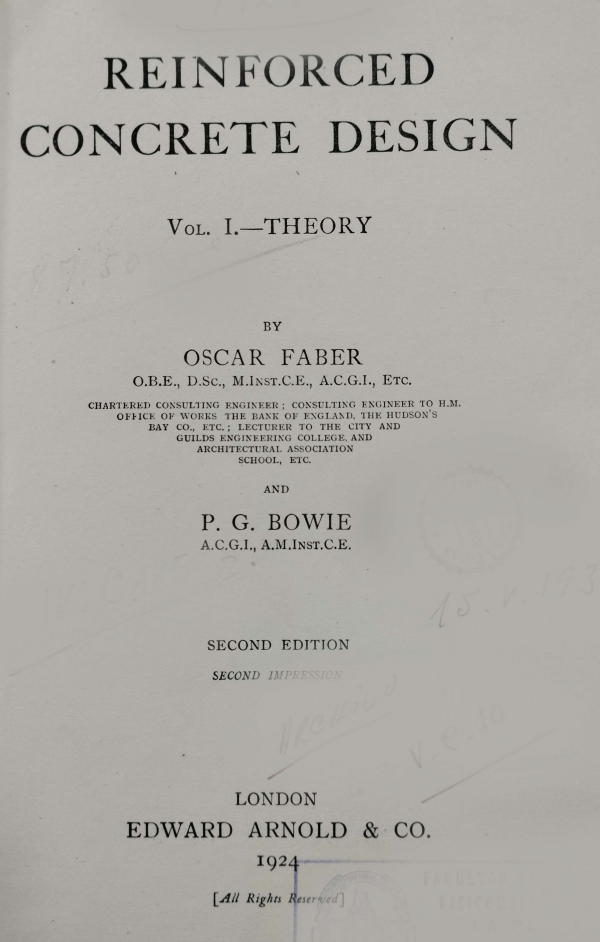 REINFORCED
CONCRETE DESIGN
VOL. I.—THEORY
BY
OSCAR FABER
O.B.E., D.Sc., M.INST.C.E., A.C.G.I., ETC.
CHARTERED CONSULTING ENGINEER; CONSULTING ENGINEER TO H.M.
OFFICE OF WORKS THE BANK OF ENGLAND, THE HUDSON'S
BAY CO., ETC.; LECTURER TO THE CITY AND
GUILDS ENGINEERING COLLEGE, AND
ARCHITECTURAL ASSOCIATION
SCHOOL, ETC.
AND
P. G. BOWIE
A.C.G.I., A.M.INST.C.E.
SECOND EDITION
SECOND IMPRESSION
LONDON
EDWARD ARNOLD & CO.
1924
[All Rights Reserved]